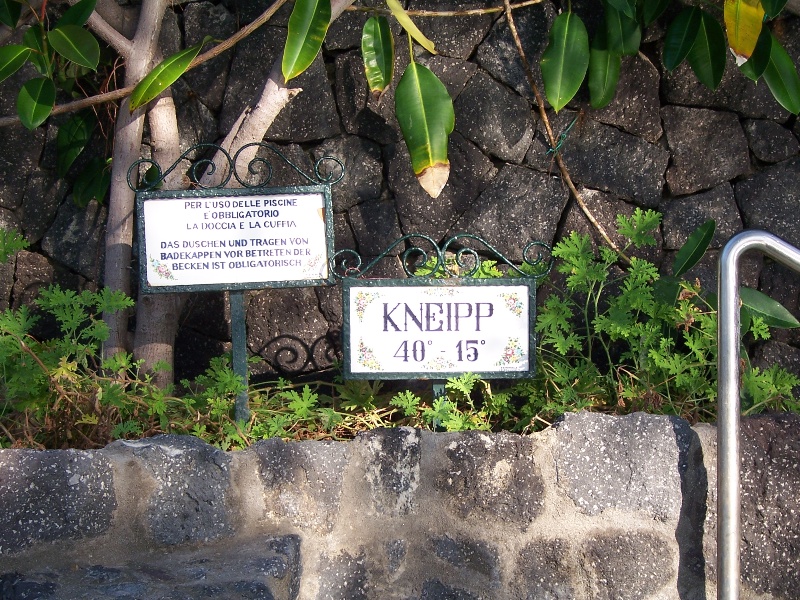 PER L'USO DELLE PISCINE
È OBBLIGATORIO
LA DOCCIA E LA CUFFIA
DAS DUSCHEN UND TRAGEN VON
BADEKAPPEN VOR BETRETEN DER
BECKEN IST OBLIGATORISCH
KNEIPP
40° - 15°